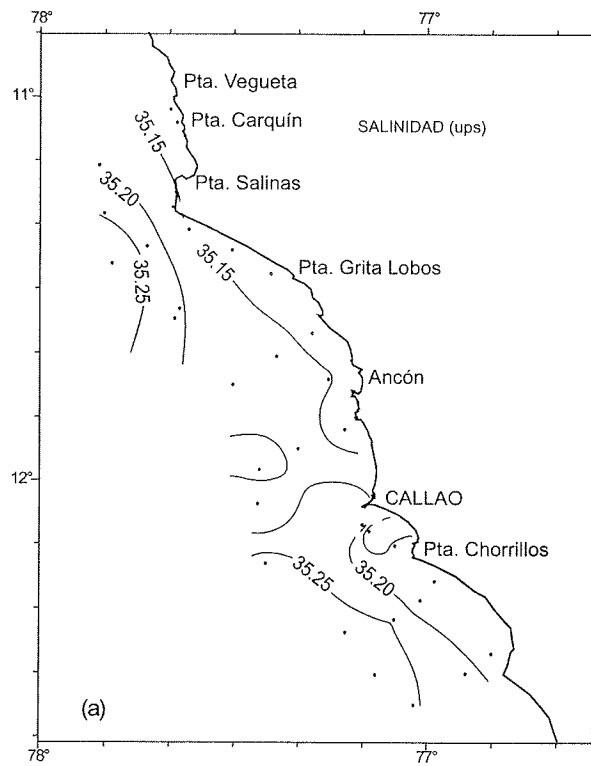 78°
77°
11°
Pta. Vegueta
Pta. Carquín
SALINIDAD (ups)
35.15
Pta. Salinas
35.20
35.15
Pta. Grita Lobos
35.25
Ancón
12°
CALLAO
Pta. Chorrillos
35.25
35.20
(a)
78°
77°